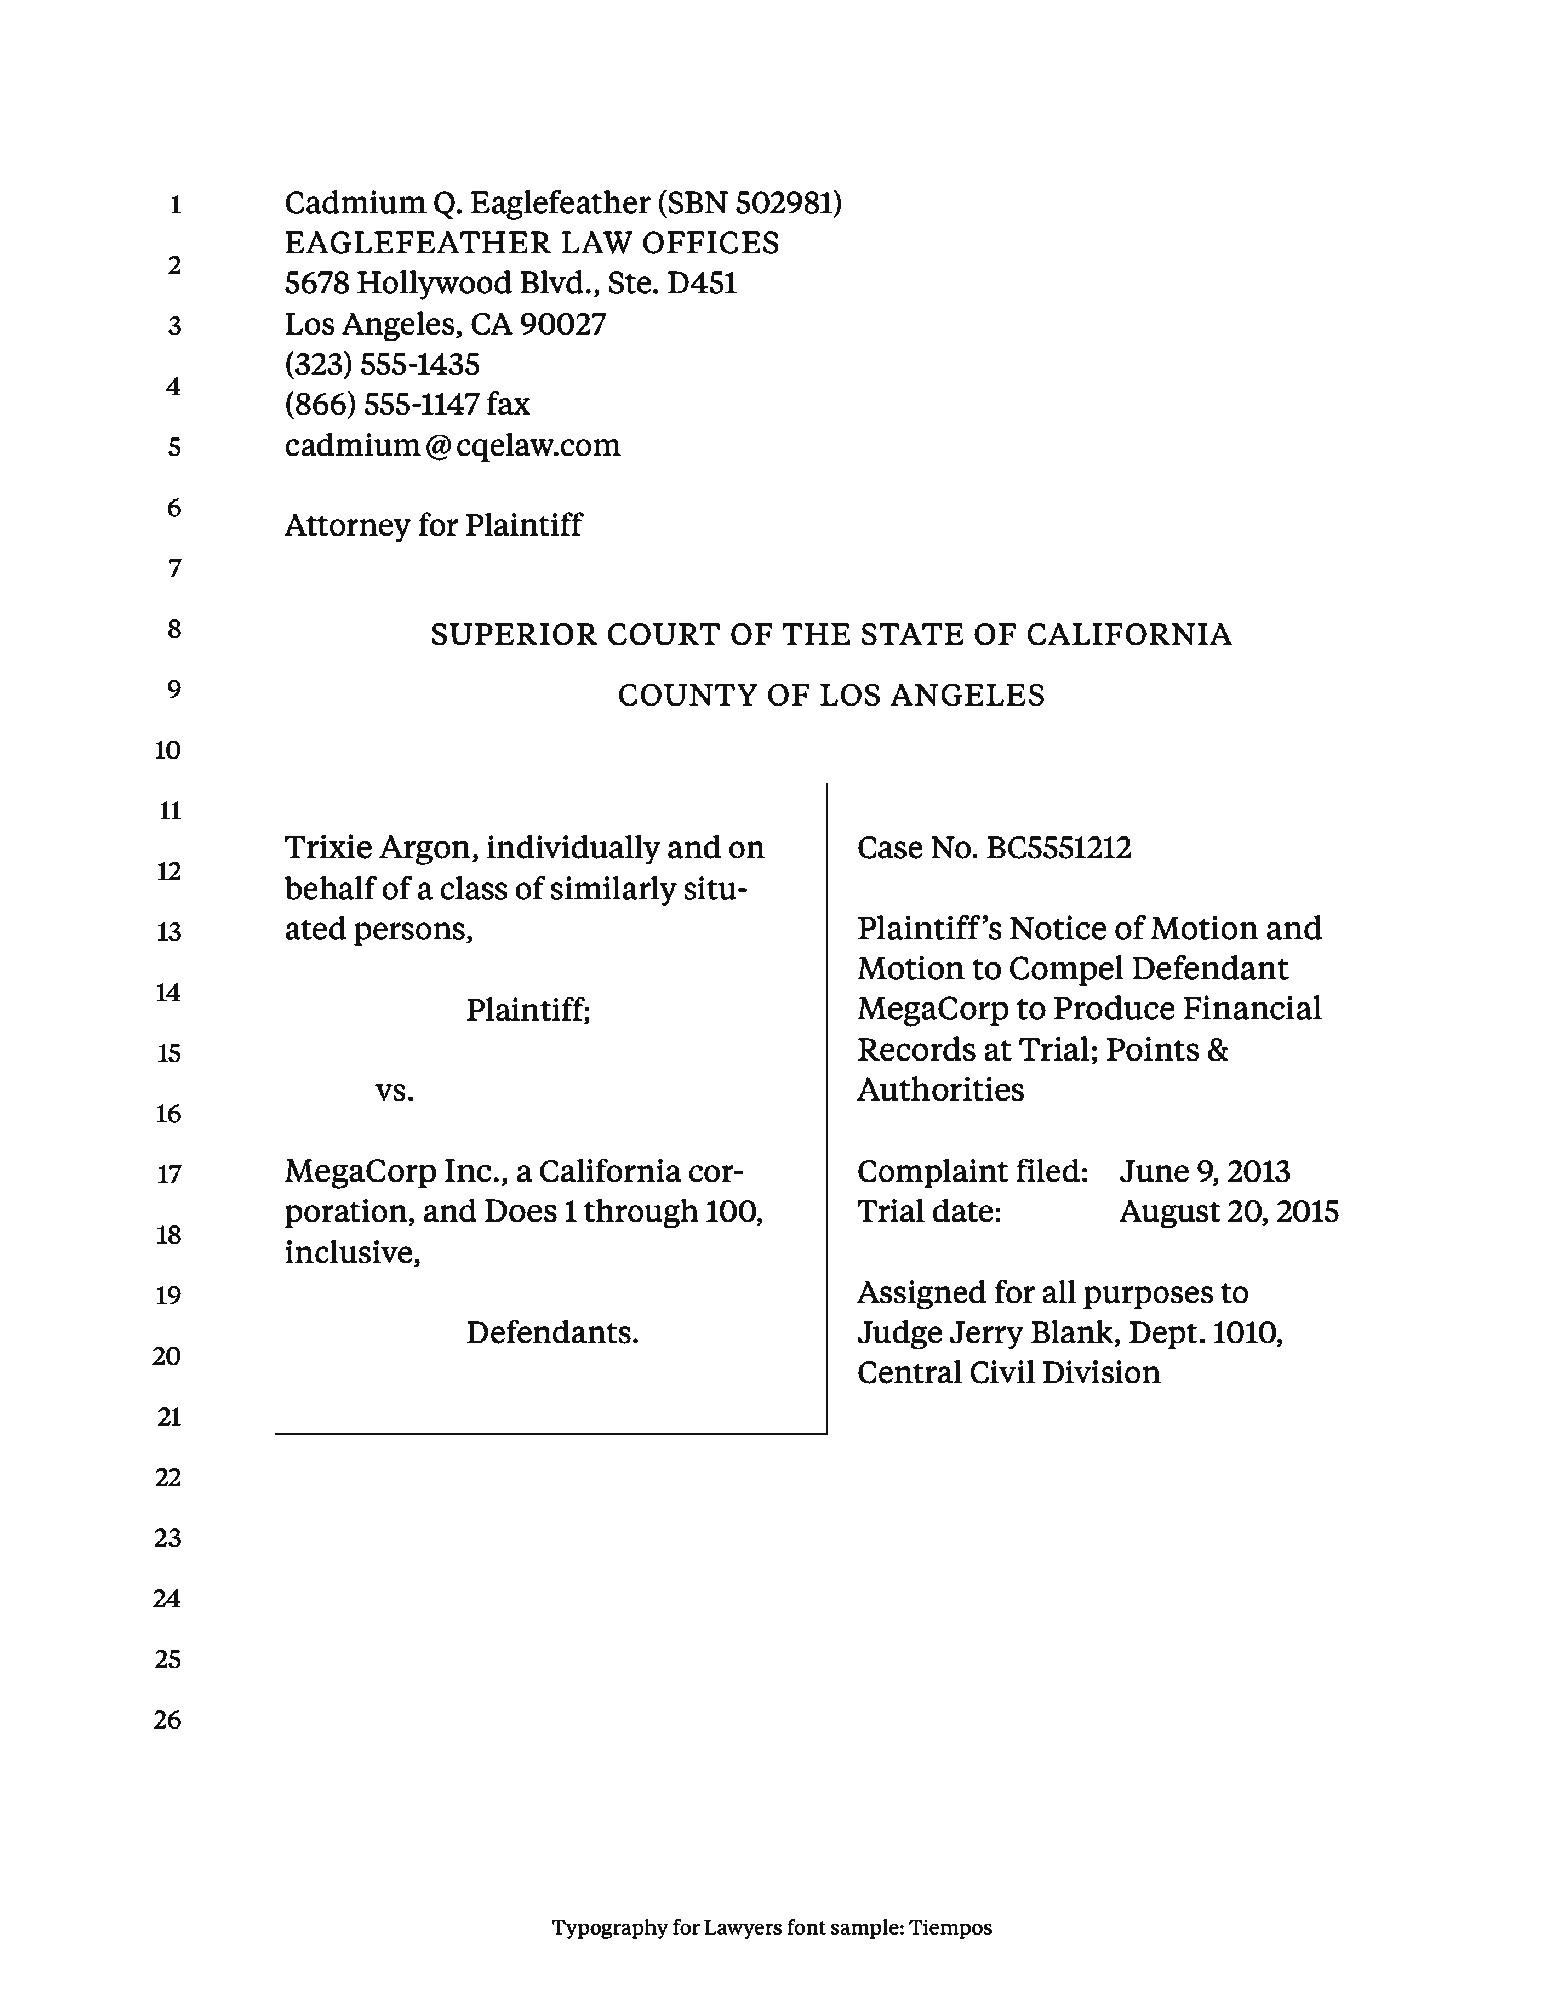 1
2
3
4
5
6
7
8
9
10
11
12
13
14
15
16
17
18
19
20
21
22
23
24
25
26
Cadmium Q. Eaglefeather (SBN 502981)
EAGLEFEATHER LAW OFFICES
5678 Hollywood Blvd., Ste. D451
Los Angeles, CA 90027
(323) 555-1435
(866) 555-1147 fax
cadmium@cqelaw.com
Attorney for Plaintiff
SUPERIOR COURT OF THE STATE OF CALIFORNIA
COUNTY OF LOS ANGELES
Trixie Argon, individually and on
behalf of a class of similarly situ-
ated persons,
Plaintiff;
vs.
MegaCorp Inc., a California cor-
poration, and Does 1 through 100,
inclusive,
Defendants.
Case No. BC5551212
Plaintiff’s Notice of Motion and
Motion to Compel Defendant
MegaCorp to Produce Financial
Records at Trial; Points &
Authorities
Complaint filed: June 9, 2013
Trial date: August 20, 2015
Assigned for all purposes to
Judge Jerry Blank, Dept. 1010,
Central Civil Division
Typography for Lawyers font sample: Tiempos